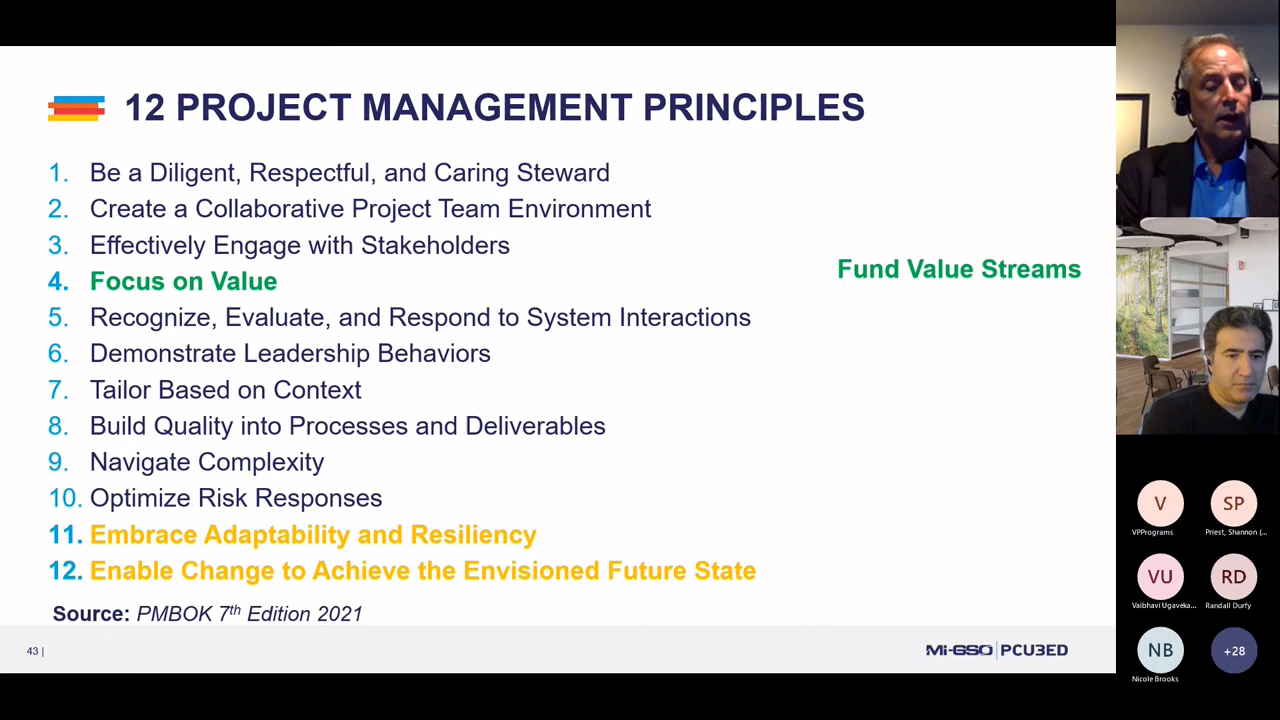 12 PROJECT MANAGEMENT PRINCIPLES
1. Be a Diligent, Respectful, and Caring Steward
2. Create a Collaborative Project Team Environment
3. Effectively Engage with Stakeholders
4. Focus on Value
Fund Value Streams
5. Recognize, Evaluate, and Respond to System Interactions
6. Demonstrate Leadership Behaviors
7. Tailor Based on Context
8. Build Quality into Processes and Deliverables
9. Navigate Complexity
10. Optimize Risk Responses
11. Embrace Adaptability and Resiliency
12. Enable Change to Achieve the Envisioned Future State
Source: PMBOK 7th Edition 2021
43 |
Mi-GSO | PCUBED
V
VPPrograms
SP
Priest, Shannon (...
VU
Vaibhavi Ugaveka...
RD
Randall Durfy
NB
Nicole Brooks
+28